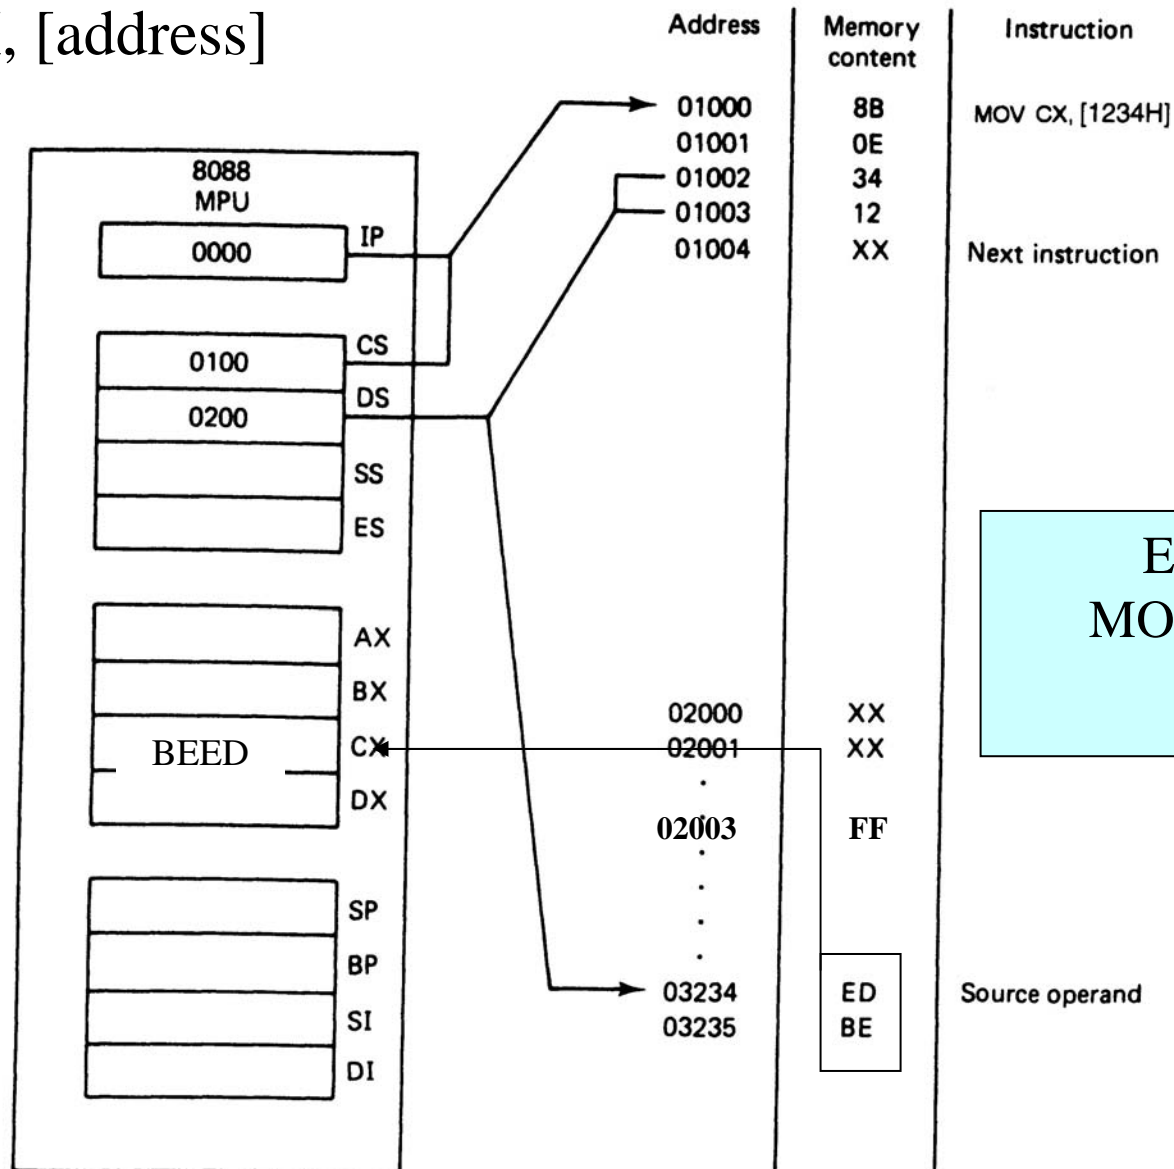 , [address]
Address Memory content Instruction
8088
MPU
0000 IP
0100 CS
0200 DS
SS
ES
AX
BX
BEED CX
DX
SP
BP
SI
DI
01000 8B MOV CX, [1234H]
01001 0E
01002 34
01003 12
01004 XX Next instruction
02000 XX
02001 XX
02003 FF
03234 ED Source operand
03235 BE
E
MO